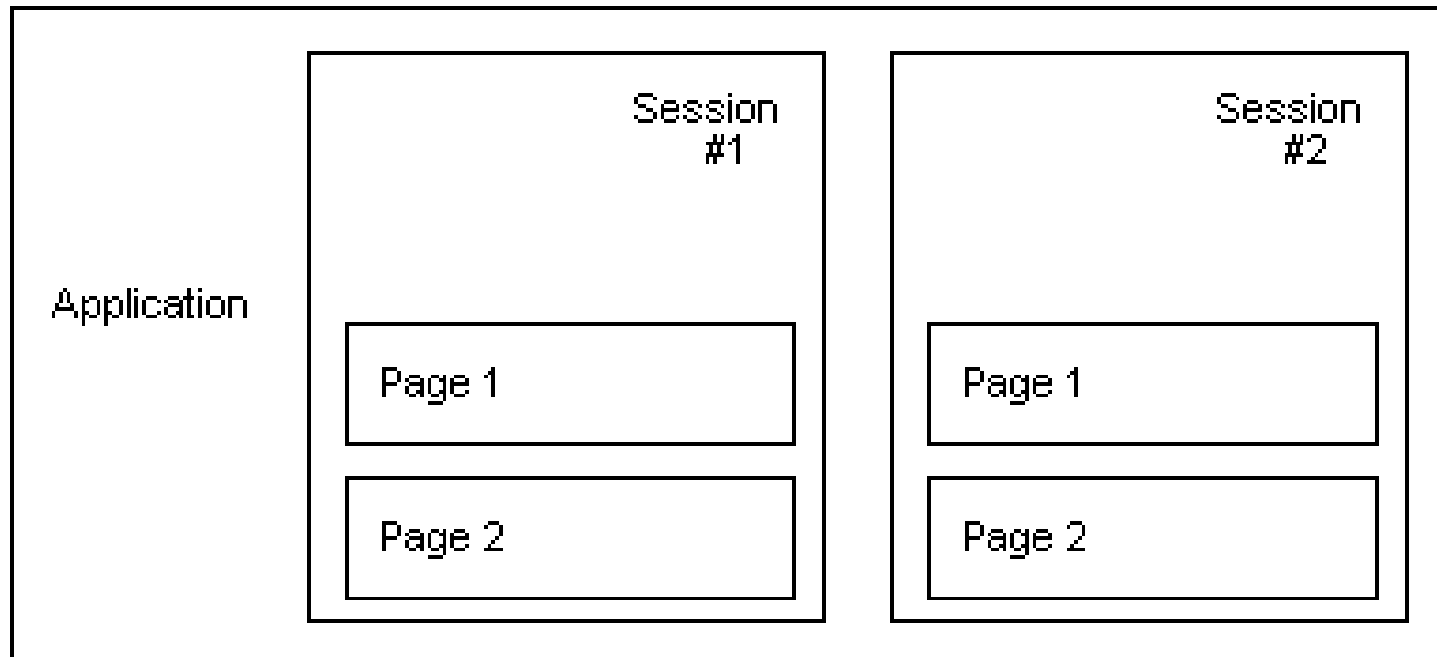 Application
Session
#1
Page 1
Page 2
Session
#2
Page 1
Page 2